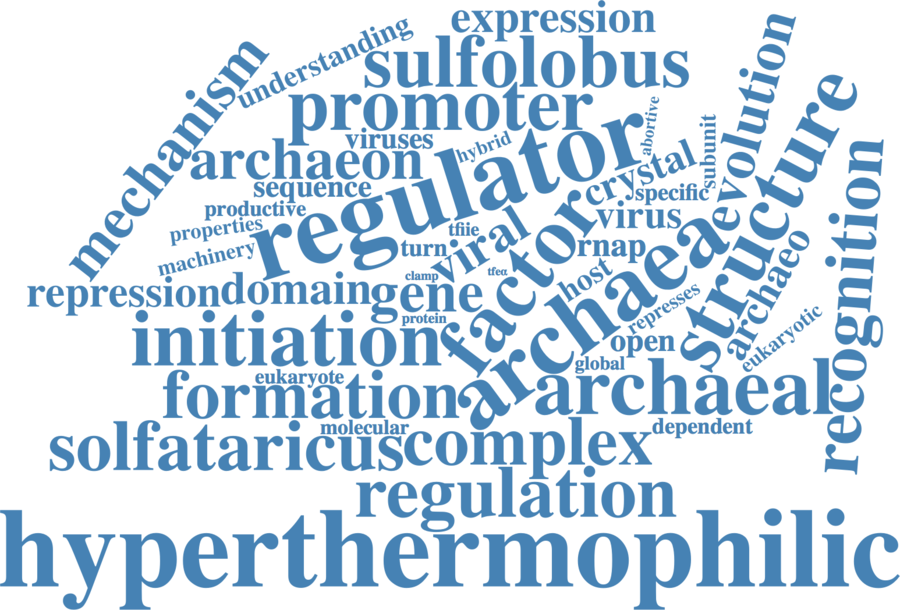 expression
understanding
sulfolobus
evolution
mechanism
promoter
structure
viruses
hybrid
abortive
regulator
subunit
archaeon
crystal
sequence
specific
recognition
productive
virus
properties
tfiie
viral
factor
machinery
turn
rnap
archaea
archaeo
clamp
tfeα
host
repression
domain
gene
represses
protein
initiation
open
eukaryotic
global
eukaryote
formation
archaeal
molecular
dependent
solfataricus
complex
regulation
hyperthermophilic